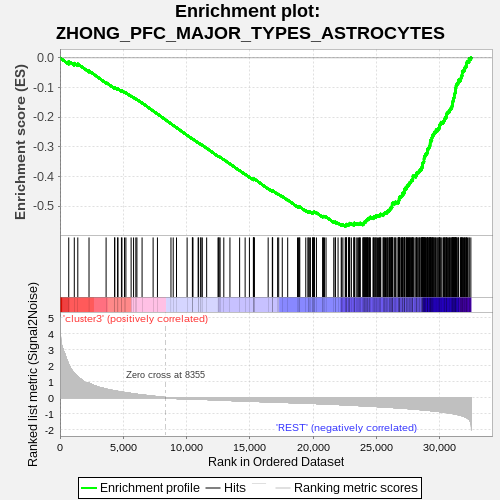 Enrichment plot:
ZHONG_PFC_MAJOR_TYPES_ASTROCYTES
Enrichment score (ES)
0.0
-0.1
-0.2
-0.3
-0.4
-0.5
Ranked list metric (Signal2Noise)
5
4
3
2
1
0
-1
-2
'cluster3' (positively correlated)
Zero cross at 8355
'REST' (negatively correlated)
0
5,000
10,000
15,000
20,000
25,000
30,000
Rank in Ordered Dataset
Enrichment profile
Hits
Ranking metric scores